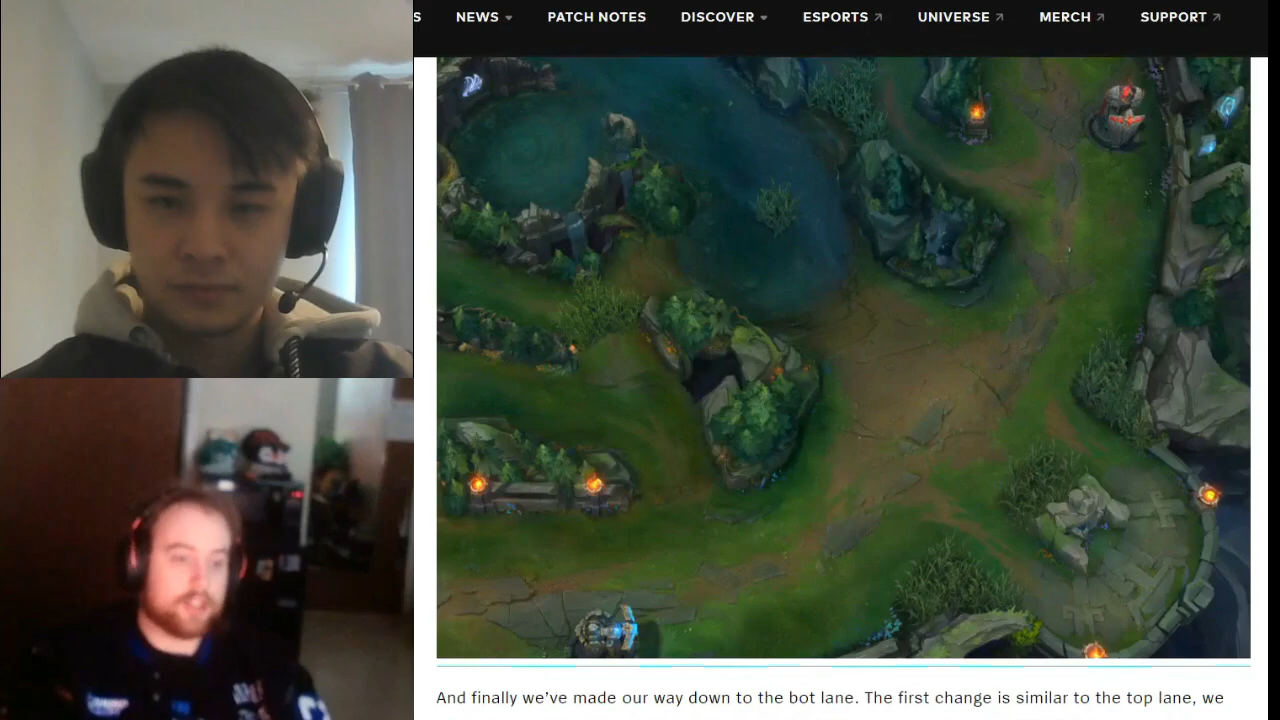 S NEWS PATCH NOTES DISCOVER ESPORTS UNIVERSE MERCH SUPPORT
And finally we’ve made our way down to the bot lane. The first change is similar to the top lane, we